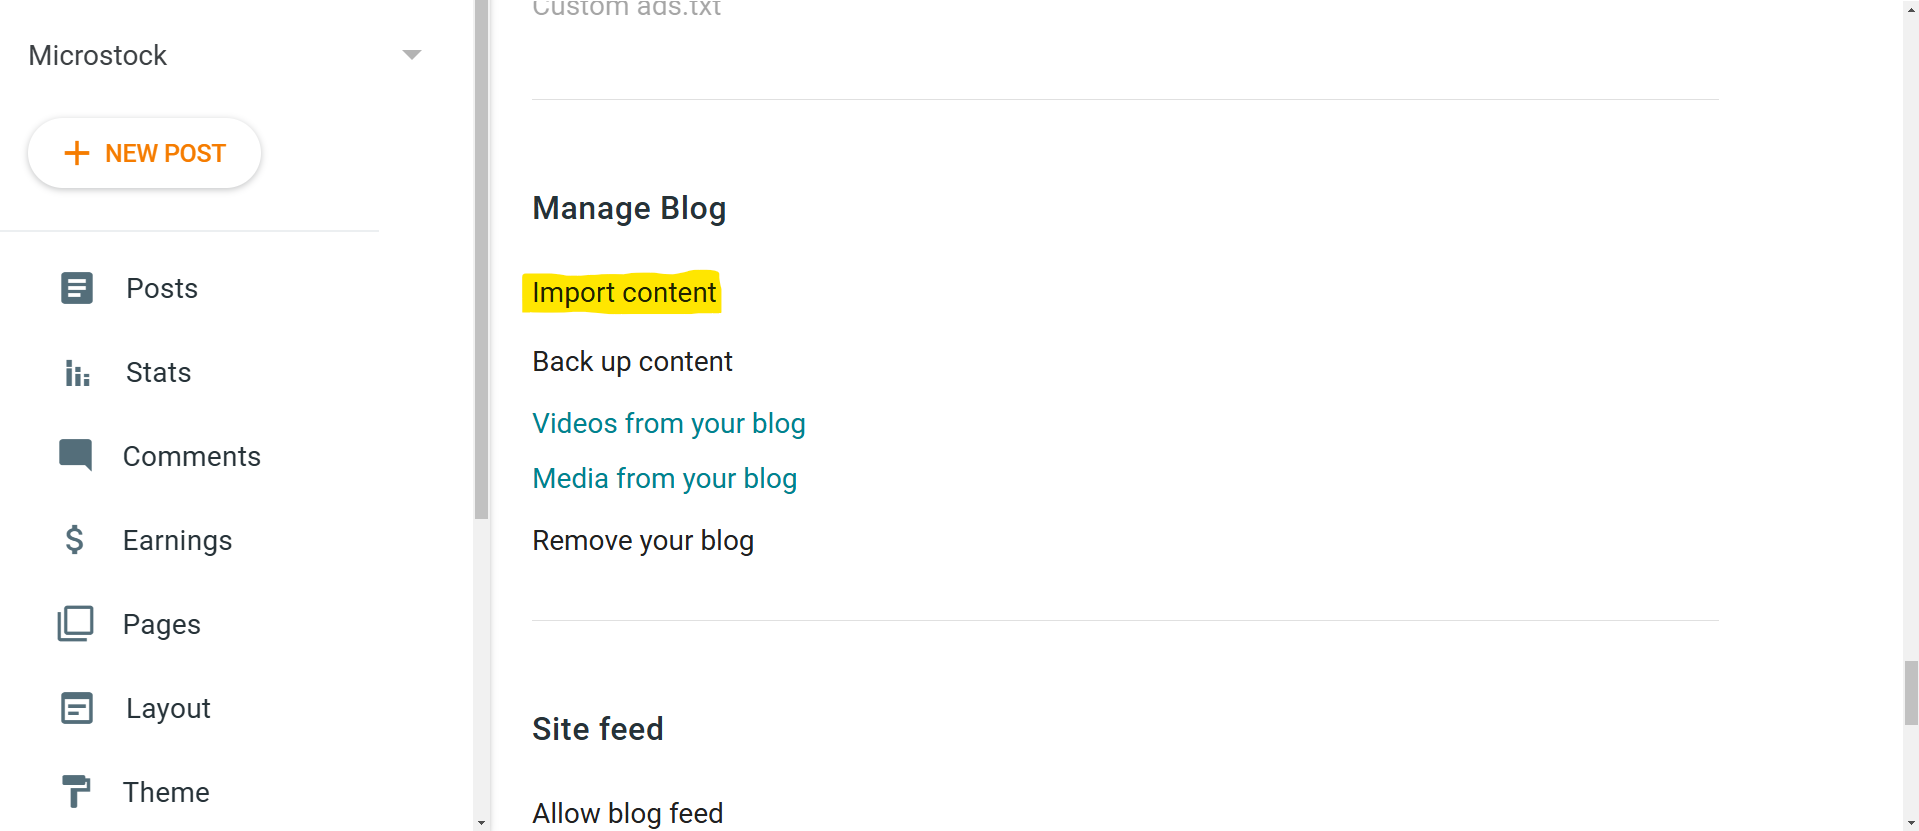 Microstock
NEW POST
Posts
Stats
Comments
Earnings
Pages
Layout
Theme
Custom ads.txt
Manage Blog
Import content
Back up content
Videos from your blog
Media from your blog
Remove your blog
Site feed
Allow blog feed